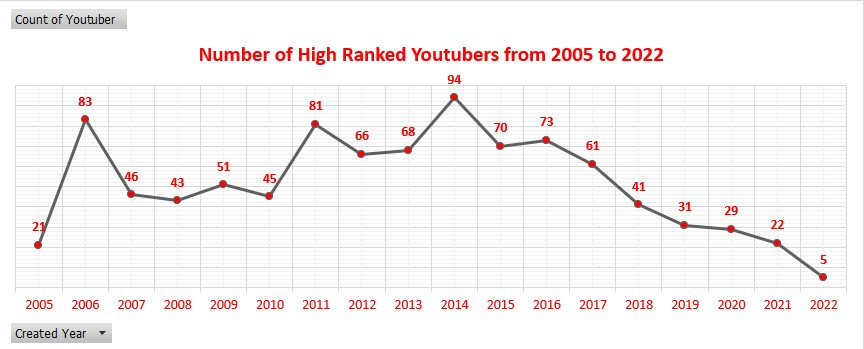 Count of Youtuber
Number of High Ranked Youtubers from 2005 to 2022
21 83 46 43 51 45 81 66 68 94 70 73 61 41 31 29 22 5
2005 2006 2007 2008 2009 2010 2011 2012 2013 2014 2015 2016 2017 2018 2019 2020 2021 2022
Created Year